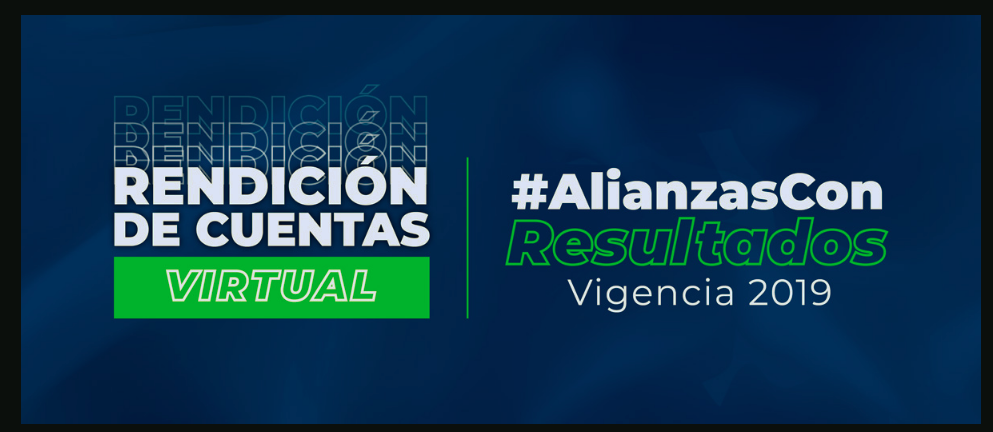 RENDICIÓN
RENDICIÓN
RENDICIÓN
RENDICIÓN
DE CUENTAS
VIRTUAL
#AlianzasCon
Resultados
Vigencia 2019